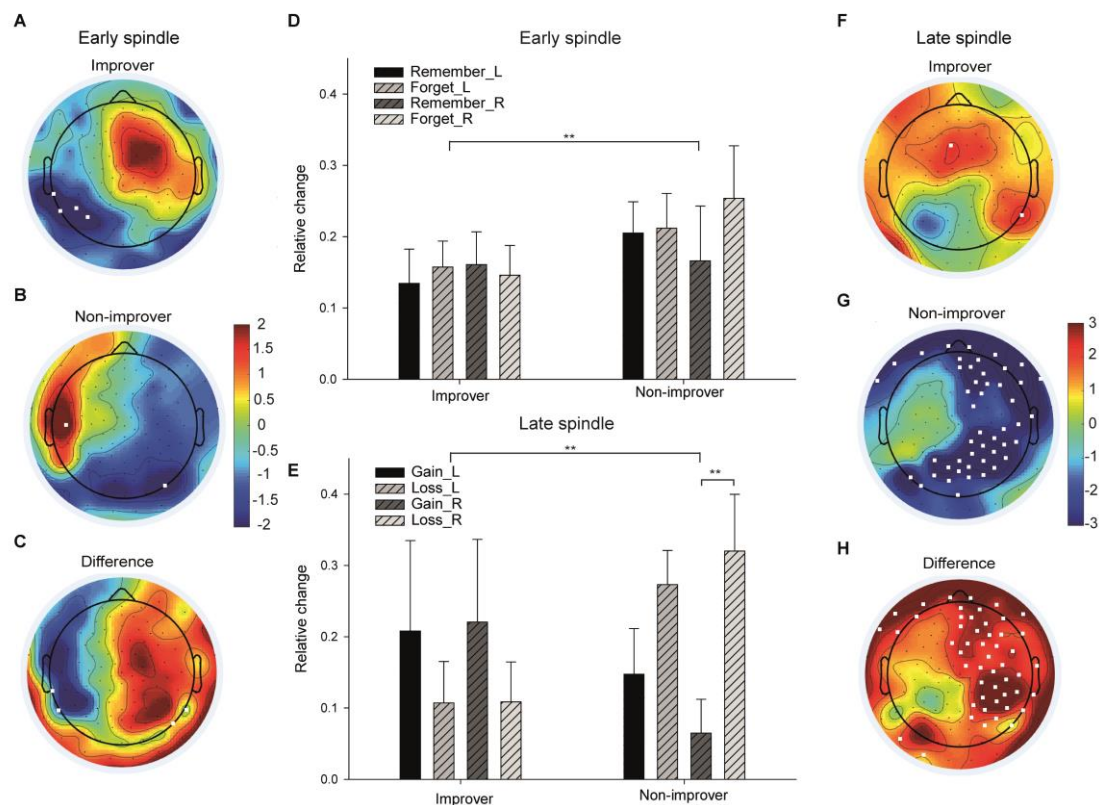 A
Early spindle
Improver
B
Non-improver
2
1.5
1
0.5
0
-0.5
-1
-1.5
-2
C
Difference
D
Early spindle
Remember_L
Forget_L
Remember_R
Forget_R
**
Relative change
0.4
0.3
0.2
0.1
0.0
Improver
Non-improver
E
Late spindle
Gain_L
Loss_L
Gain_R
Loss_R
**
**
Relative change
0.4
0.3
0.2
0.1
0.0
Improver
Non-improver
F
Late spindle
Improver
G
Non-improver
3
2
1
0
-1
-2
-3
H
Difference